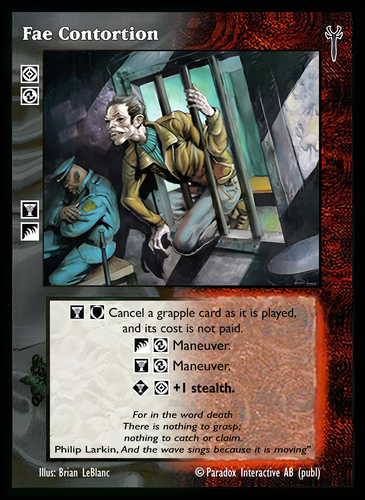 Fae Contortion
Cancel a grapple card as it is played,
and its cost is not paid.
Maneuver.
Maneuver.
+1 stealth.
For in the word death
There is nothing to grasp;
nothing to catch or claim.
Philip Larkin, And the wave sings because it is moving"
Illus: Brian LeBlanc © Paradox Interactive AB (publ)